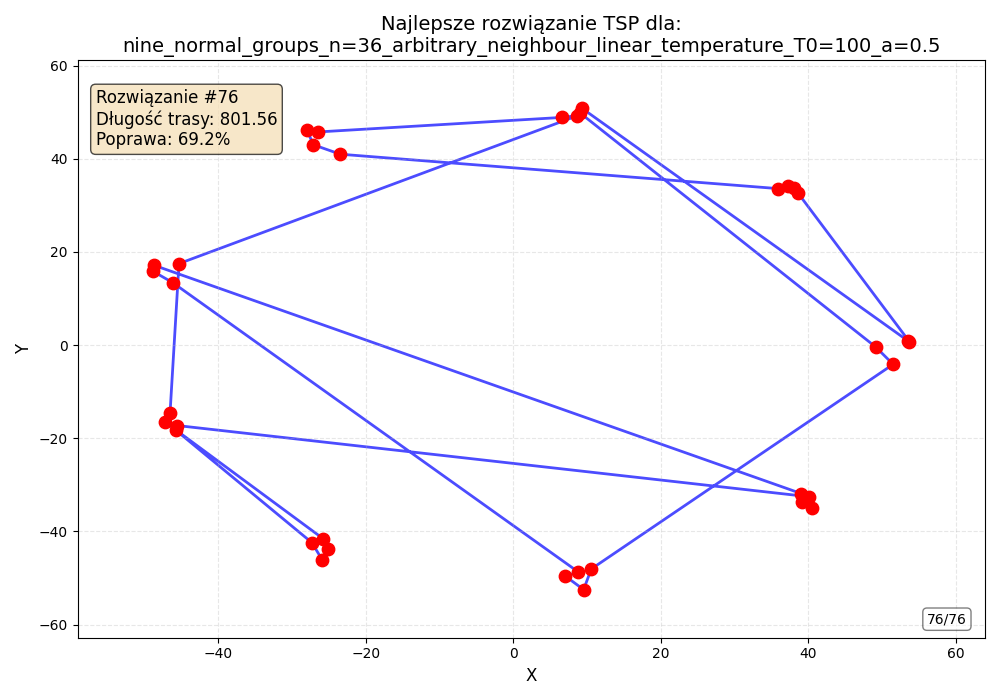 Najlepsze rozwiązanie TSP dla:
nine_normal_groups_n=36_arbitrary_neighbour_linear_temperature_T0=100_a=0.5
Rozwiązanie #76
Długość trasy: 801.56
Poprawa: 69.2%
60
40
20
0
−20
−40
−60
Y
76/76
−40
−20
0
20
40
60
X